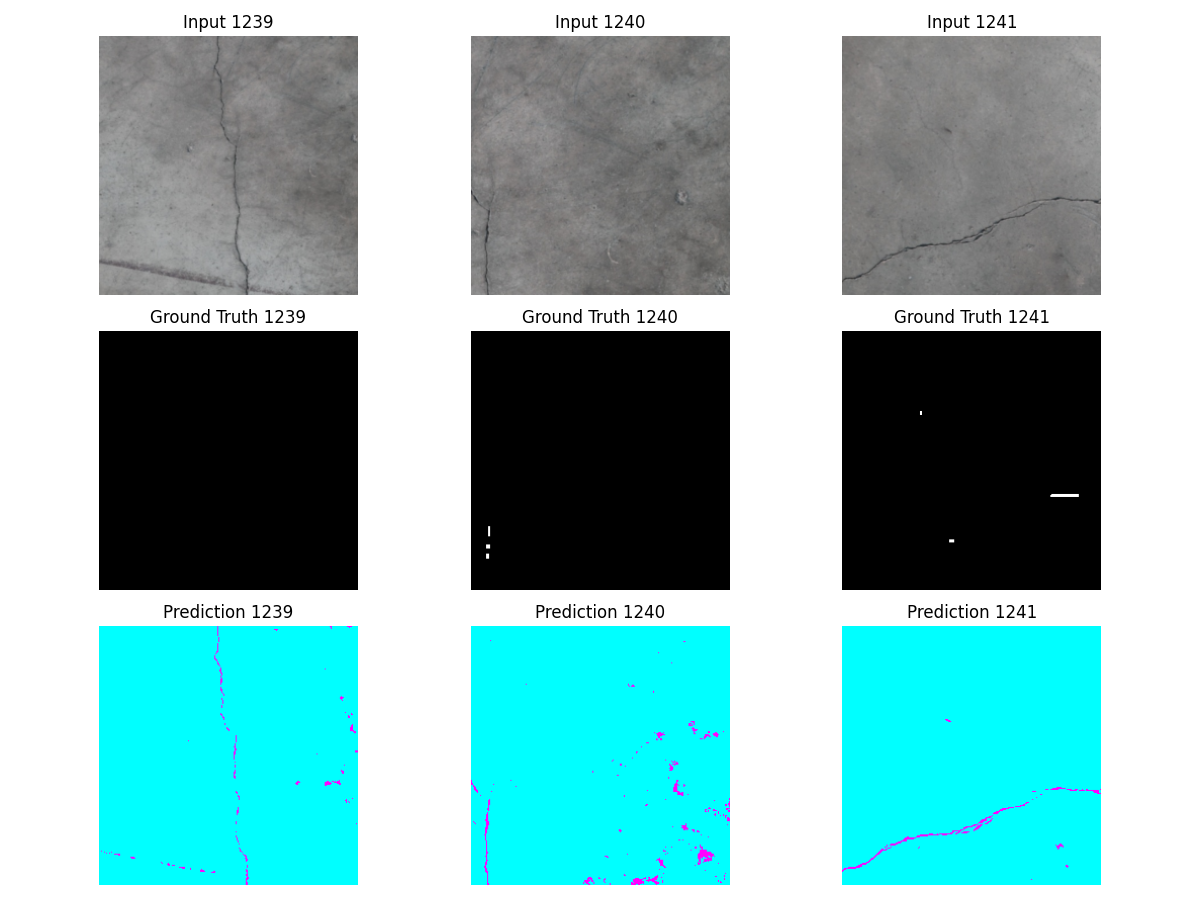 Input 1239
Input 1240
Input 1241
Ground Truth 1239
Ground Truth 1240
Ground Truth 1241
Prediction 1239
Prediction 1240
Prediction 1241